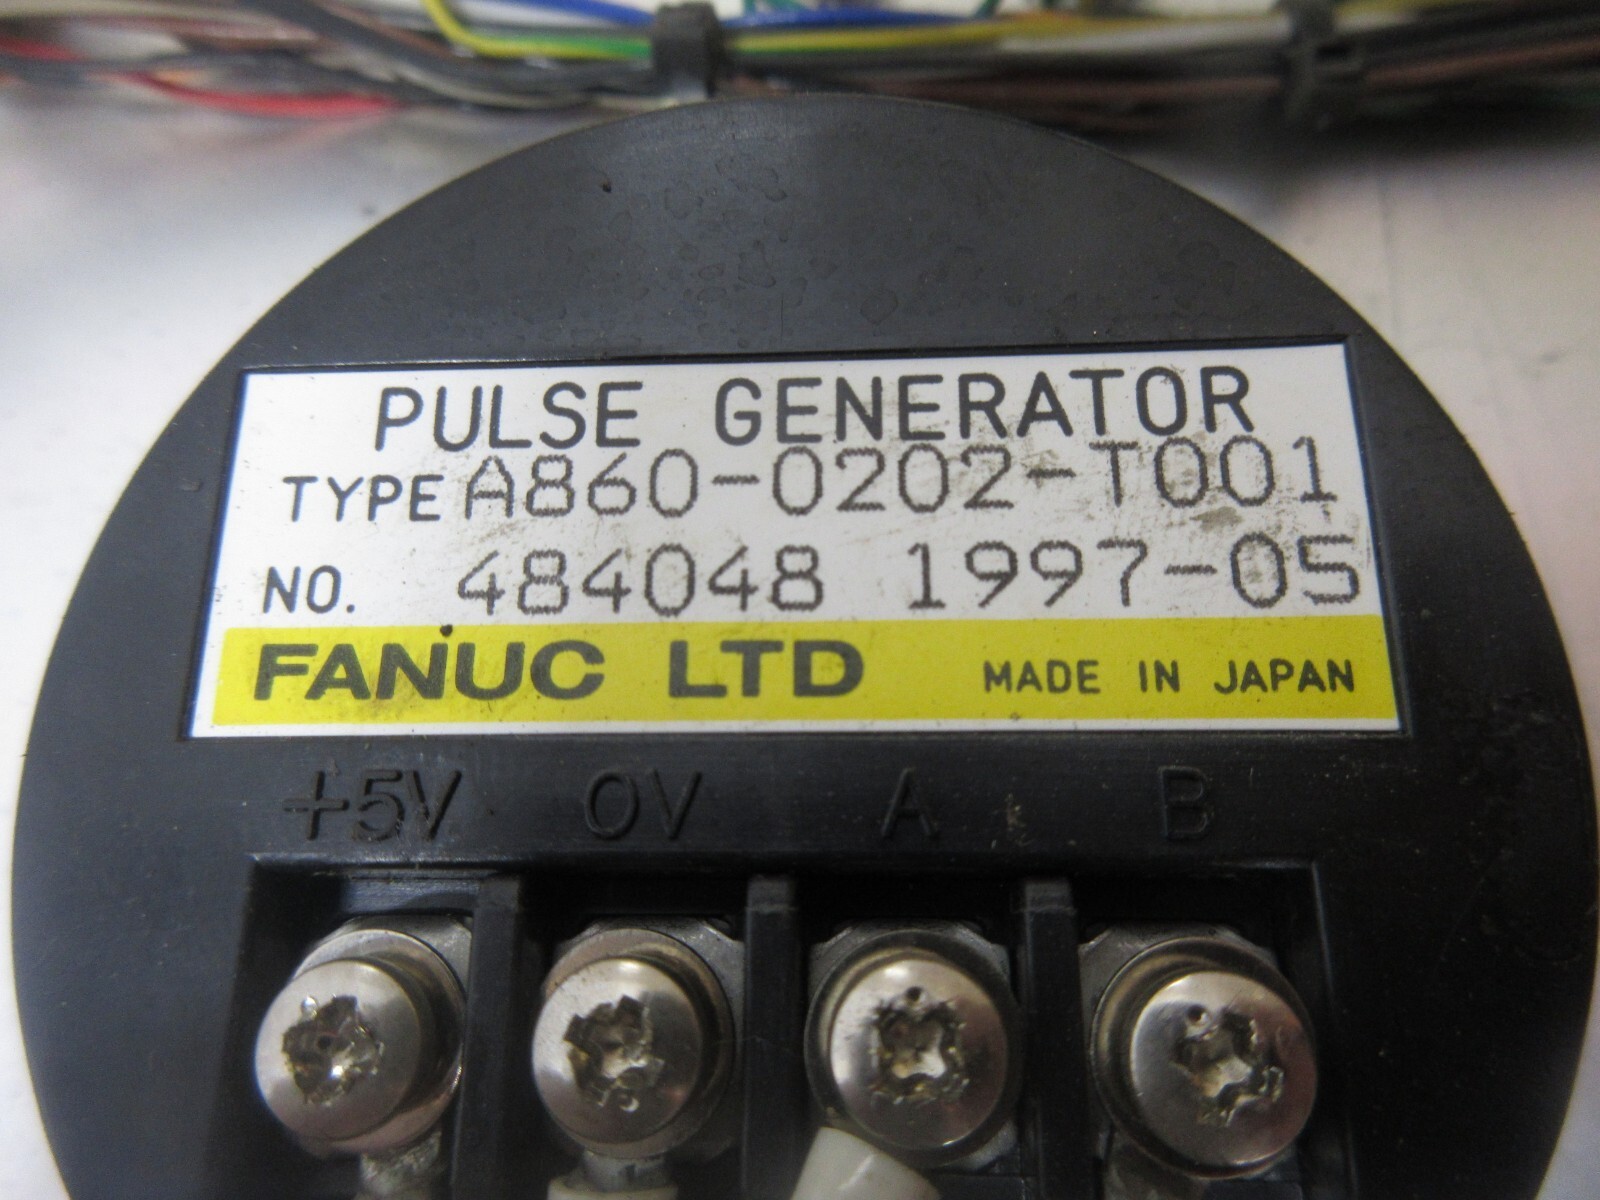 PULSE GENERATOR
TYPE A860-0202-T001
NO. 484048 1997-05
FANUC LTD MADE IN JAPAN
+5V 0V A B